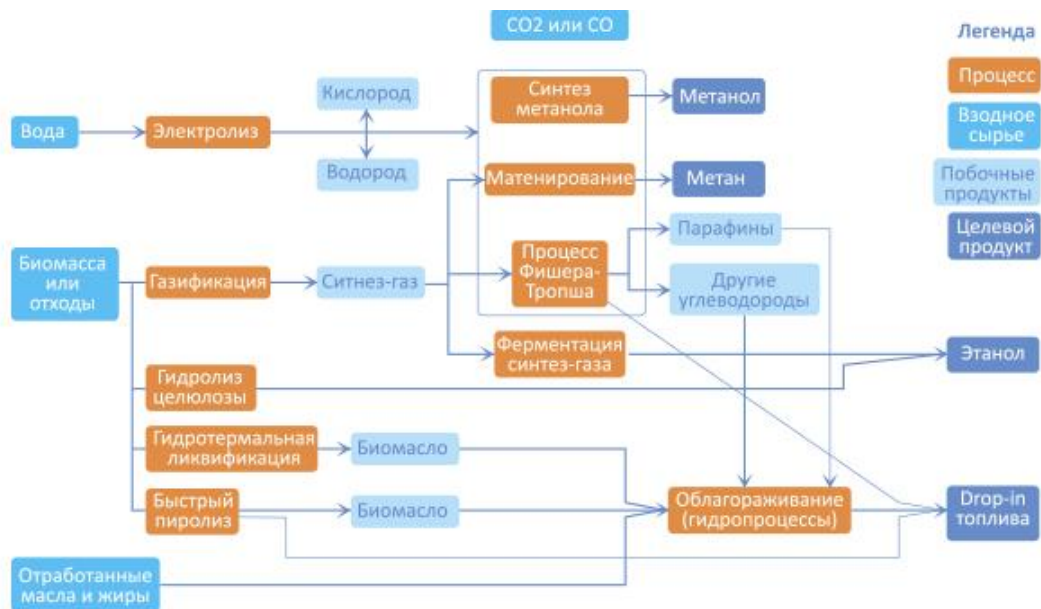 CO2 или CO
Легенда
Процесс
Взодное
сырье
Побочные
продукты
Целевой
продукт
Вода
Электролиз
Кислород
Водород
Синтез
метанола
Метанол
Матенирование
Метан
Биомасса
или
отходы
Газификация
Ситнез-газ
Процесс
Фишера-
Тропша
Парафины
Другие
углеводороды
Ферментация
синтез-газа
Этанол
Гидролиз
целюлозы
Гидротермальная
ликвификация
Биомасло
Быстрый
пиролиз
Биомасло
Облагораживание
(гидропроцессы)
Drop-in
топлива
Отработанные
масла и жиры